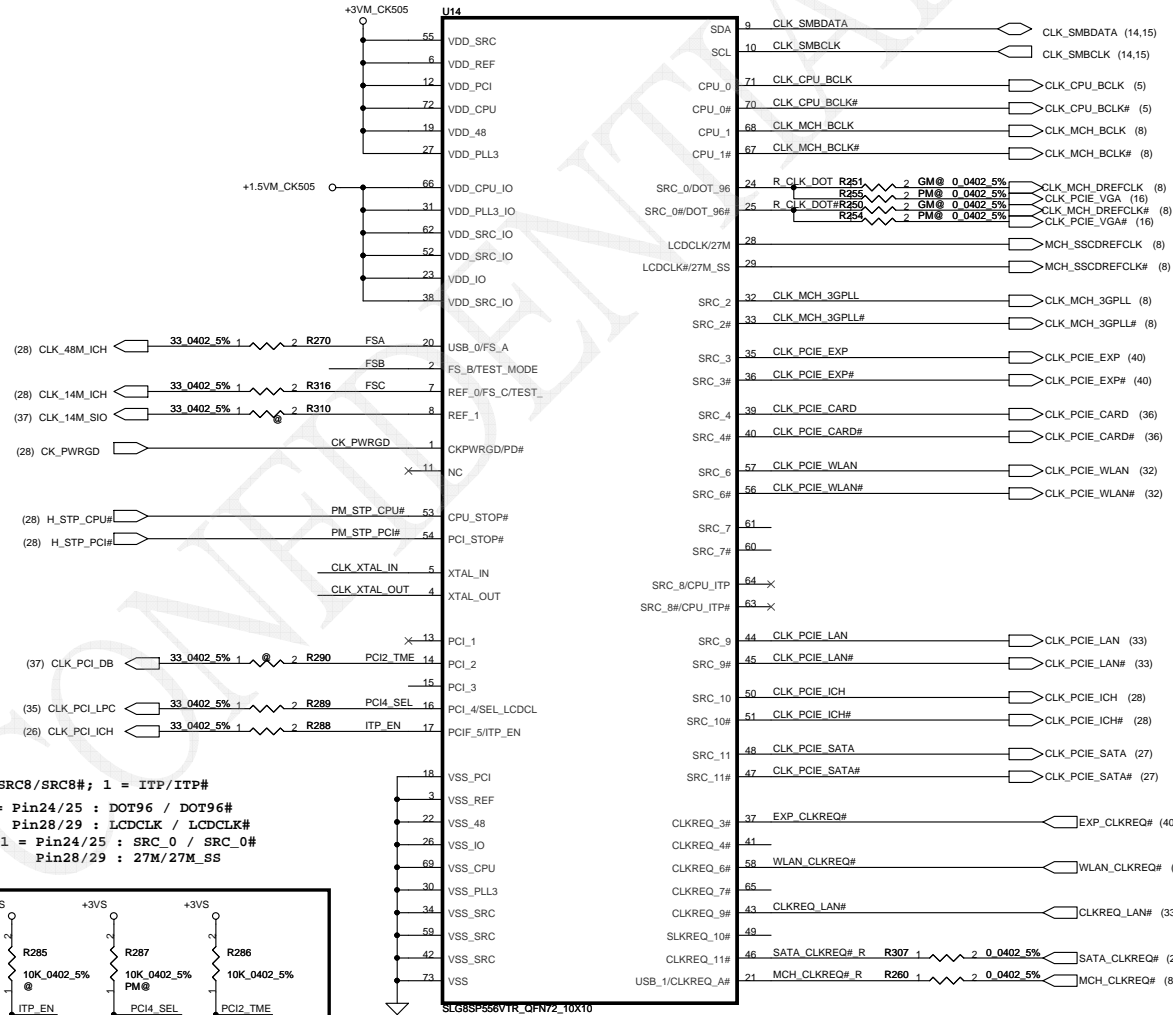 CONFIDENTIAL
+3VM_CK505
U14
55 VDD_SRC
6 VDD_REF
12 VDD_PCI
72 VDD_CPU
19 VDD_48
27 VDD_PLL3
+1.5VM_CK505
66 VDD_CPU_IO
31 VDD_PLL3_IO
62 VDD_SRC_IO
52 VDD_SRC_IO
23 VDD_IO
38 VDD_SRC_IO
(28) CLK_48M_ICH 33_0402_5% 1 2 R270 FSA 20 USB_0/FS_A
FSB 2 FS_B/TEST_MODE
(28) CLK_14M_ICH 33_0402_5% 1 2 R316 FSC 7 REF_0/FS_C/TEST_
(37) CLK_14M_SIO 33_0402_5% 1 @ 2 R310 8 REF_1
(28) CK_PWRGD CK_PWRGD 1 CKPWRGD/PD#
11 NC
(28) H_STP_CPU# PM_STP_CPU# 53 CPU_STOP#
(28) H_STP_PCI# PM_STP_PCI# 54 PCI_STOP#
CLK_XTAL_IN 5 XTAL_IN
CLK_XTAL_OUT 4 XTAL_OUT
13 PCI_1
(37) CLK_PCI_DB 33_0402_5% 1 @ 2 R290 PCI2_TME 14 PCI_2
15 PCI_3
(35) CLK_PCI_LPC 33_0402_5% 1 2 R289 PCI4_SEL 16 PCI_4/SEL_LCDCL
(26) CLK_PCI_ICH 33_0402_5% 1 2 R288 ITP_EN 17 PCIF_5/ITP_EN
18 VSS_PCI
3 VSS_REF
22 VSS_48
26 VSS_IO
69 VSS_CPU
30 VSS_PLL3
34 VSS_SRC
59 VSS_SRC
42 VSS_SRC
73 VSS
SLG8SP556VTR_QFN72_10X10
SDA 9 CLK_SMBDATA CLK_SMBDATA (14,15)
SCL 10 CLK_SMBCLK CLK_SMBCLK (14,15)
CPU_0 71 CLK_CPU_BCLK CLK_CPU_BCLK (5)
CPU_0# 70 CLK_CPU_BCLK# CLK_CPU_BCLK# (5)
CPU_1 68 CLK_MCH_BCLK CLK_MCH_BCLK (8)
CPU_1# 67 CLK_MCH_BCLK# CLK_MCH_BCLK# (8)
SRC_0/DOT_96 24 R_CLK_DOT R251 2 GM@ 0_0402_5% CLK_MCH_DREFCLK (8)
R255 2 PM@ 0_0402_5% CLK_PCIE_VGA (16)
SRC_0#/DOT_96# 25 R_CLK_DOT# R250 2 GM@ 0_0402_5% CLK_MCH_DREFCLK# (8)
R254 2 PM@ 0_0402_5% CLK_PCIE_VGA# (16)
LCDCLK/27M 28 MCH_SSCDREFCLK (8)
LCDCLK#/27M_SS 29 MCH_SSCDREFCLK# (8)
SRC_2 32 CLK_MCH_3GPLL CLK_MCH_3GPLL (8)
SRC_2# 33 CLK_MCH_3GPLL# CLK_MCH_3GPLL# (8)
SRC_3 35 CLK_PCIE_EXP CLK_PCIE_EXP (40)
SRC_3# 36 CLK_PCIE_EXP# CLK_PCIE_EXP# (40)
SRC_4 39 CLK_PCIE_CARD CLK_PCIE_CARD (36)
SRC_4# 40 CLK_PCIE_CARD# CLK_PCIE_CARD# (36)
SRC_6 57 CLK_PCIE_WLAN CLK_PCIE_WLAN (32)
SRC_6# 56 CLK_PCIE_WLAN# CLK_PCIE_WLAN# (32)
SRC_7 61
SRC_7# 60
SRC_8/CPU_ITP 64
SRC_8#/CPU_ITP# 63
SRC_9 44 CLK_PCIE_LAN CLK_PCIE_LAN (33)
SRC_9# 45 CLK_PCIE_LAN# CLK_PCIE_LAN# (33)
SRC_10 50 CLK_PCIE_ICH CLK_PCIE_ICH (28)
SRC_10# 51 CLK_PCIE_ICH# CLK_PCIE_ICH# (28)
SRC_11 48 CLK_PCIE_SATA CLK_PCIE_SATA (27)
SRC_11# 47 CLK_PCIE_SATA# CLK_PCIE_SATA# (27)
CLKREQ_3# 37 EXP_CLKREQ# EXP_CLKREQ# (40
CLKREQ_4# 41
CLKREQ_6# 58 WLAN_CLKREQ# WLAN_CLKREQ# (
CLKREQ_7# 65
CLKREQ_9# 43 CLKREQ_LAN# CLKREQ_LAN# (33
SLKREQ_10# 49
CLKREQ_11# 46 SATA_CLKREQ#_R R307 1 2 0_0402_5% SATA_CLKREQ# (2
USB_1/CLKREQ_A# 21 MCH_CLKREQ#_R R260 1 2 0_0402_5% MCH_CLKREQ# (8
SRC8/SRC8#; 1 = ITP/ITP#
= Pin24/25 : DOT96 / DOT96#
Pin28/29 : LCDCLK / LCDCLK#
1 = Pin24/25 : SRC_0 / SRC_0#
Pin28/29 : 27M/27M_SS
S +3VS +3VS
2 2 2
R285 R287 R286
10K_0402_5% 10K_0402_5% 10K_0402_5%
@ PM@
1 1 1
ITP_EN PCI4_SEL PCI2_TME